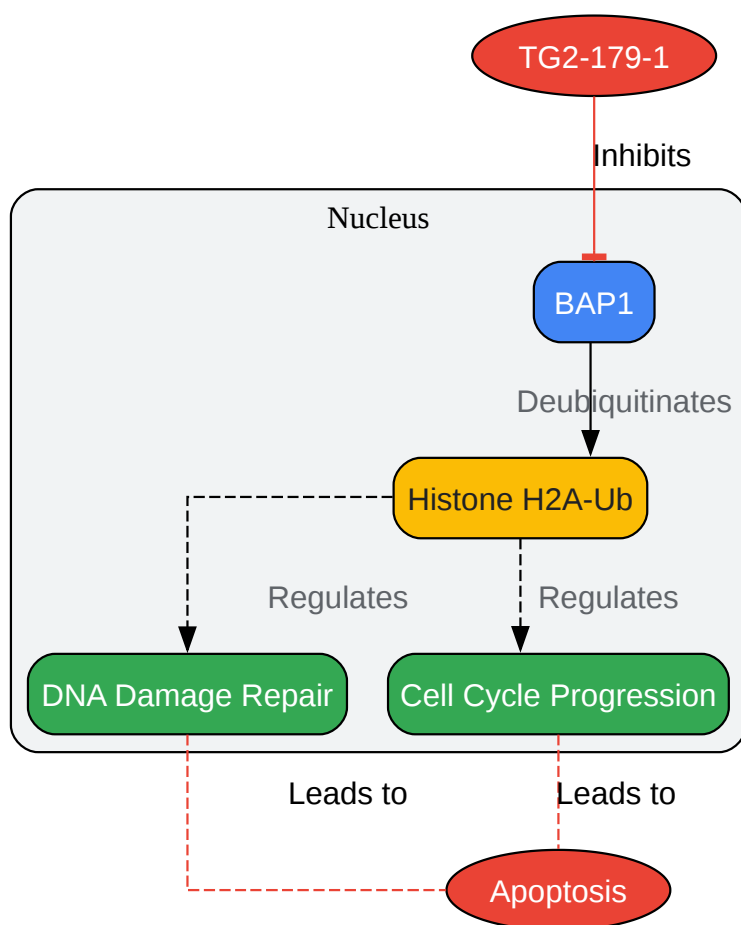 TG2-179-1
Inhibits
Nucleus
BAP1
Deubiquitinates
Histone H2A-Ub
Regulates
Regulates
DNA Damage Repair
Cell Cycle Progression
Leads to
Leads to
Apoptosis